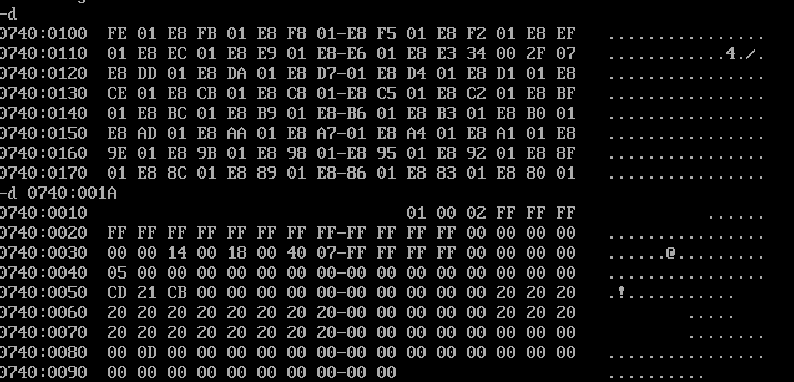 -d
0740:0100 FE 01 E8 FB 01 E8 F8 01-E8 F5 01 E8 F2 01 E8 EF ................
0740:0110 01 E8 EC 01 E8 E9 01 E8-E6 01 E8 E3 34 00 2F 07 ............4./.
0740:0120 E8 DD 01 E8 DA 01 E8 D7-01 E8 D4 01 E8 D1 01 E8 ................
0740:0130 CE 01 E8 CB 01 E8 C8 01-E8 C5 01 E8 C2 01 E8 BF ................
0740:0140 01 E8 BC 01 E8 B9 01 E8-B6 01 E8 B3 01 E8 B0 01 ................
0740:0150 E8 AD 01 E8 AA 01 E8 A7-01 E8 A4 01 E8 A1 01 E8 ................
0740:0160 9E 01 E8 9B 01 E8 98 01-E8 95 01 E8 92 01 E8 8F ................
0740:0170 01 E8 8C 01 E8 89 01 E8-86 01 E8 83 01 E8 80 01 ................
-d 0740:001A
0740:0010 01 00 02 FF FF FF ......
0740:0020 FF FF FF FF FF FF FF FF-FF FF FF FF 00 00 00 00 ................
0740:0030 00 00 14 00 18 00 40 07-FF FF FF FF 00 00 00 00 ......@.........
0740:0040 05 00 00 00 00 00 00 00-00 00 00 00 00 00 00 00 ................
0740:0050 CD 21 CB 00 00 00 00 00-00 00 00 00 00 20 20 20 .!...........
0740:0060 20 20 20 20 20 20 20 20-00 00 00 00 00 20 20 20 .....
0740:0070 20 20 20 20 20 20 20 20-00 00 00 00 00 00 00 00 ........
0740:0080 00 0D 00 00 00 00 00 00-00 00 00 00 00 00 00 00 ................
0740:0090 00 00 00 00 00 00 00 00-00 00 ..........